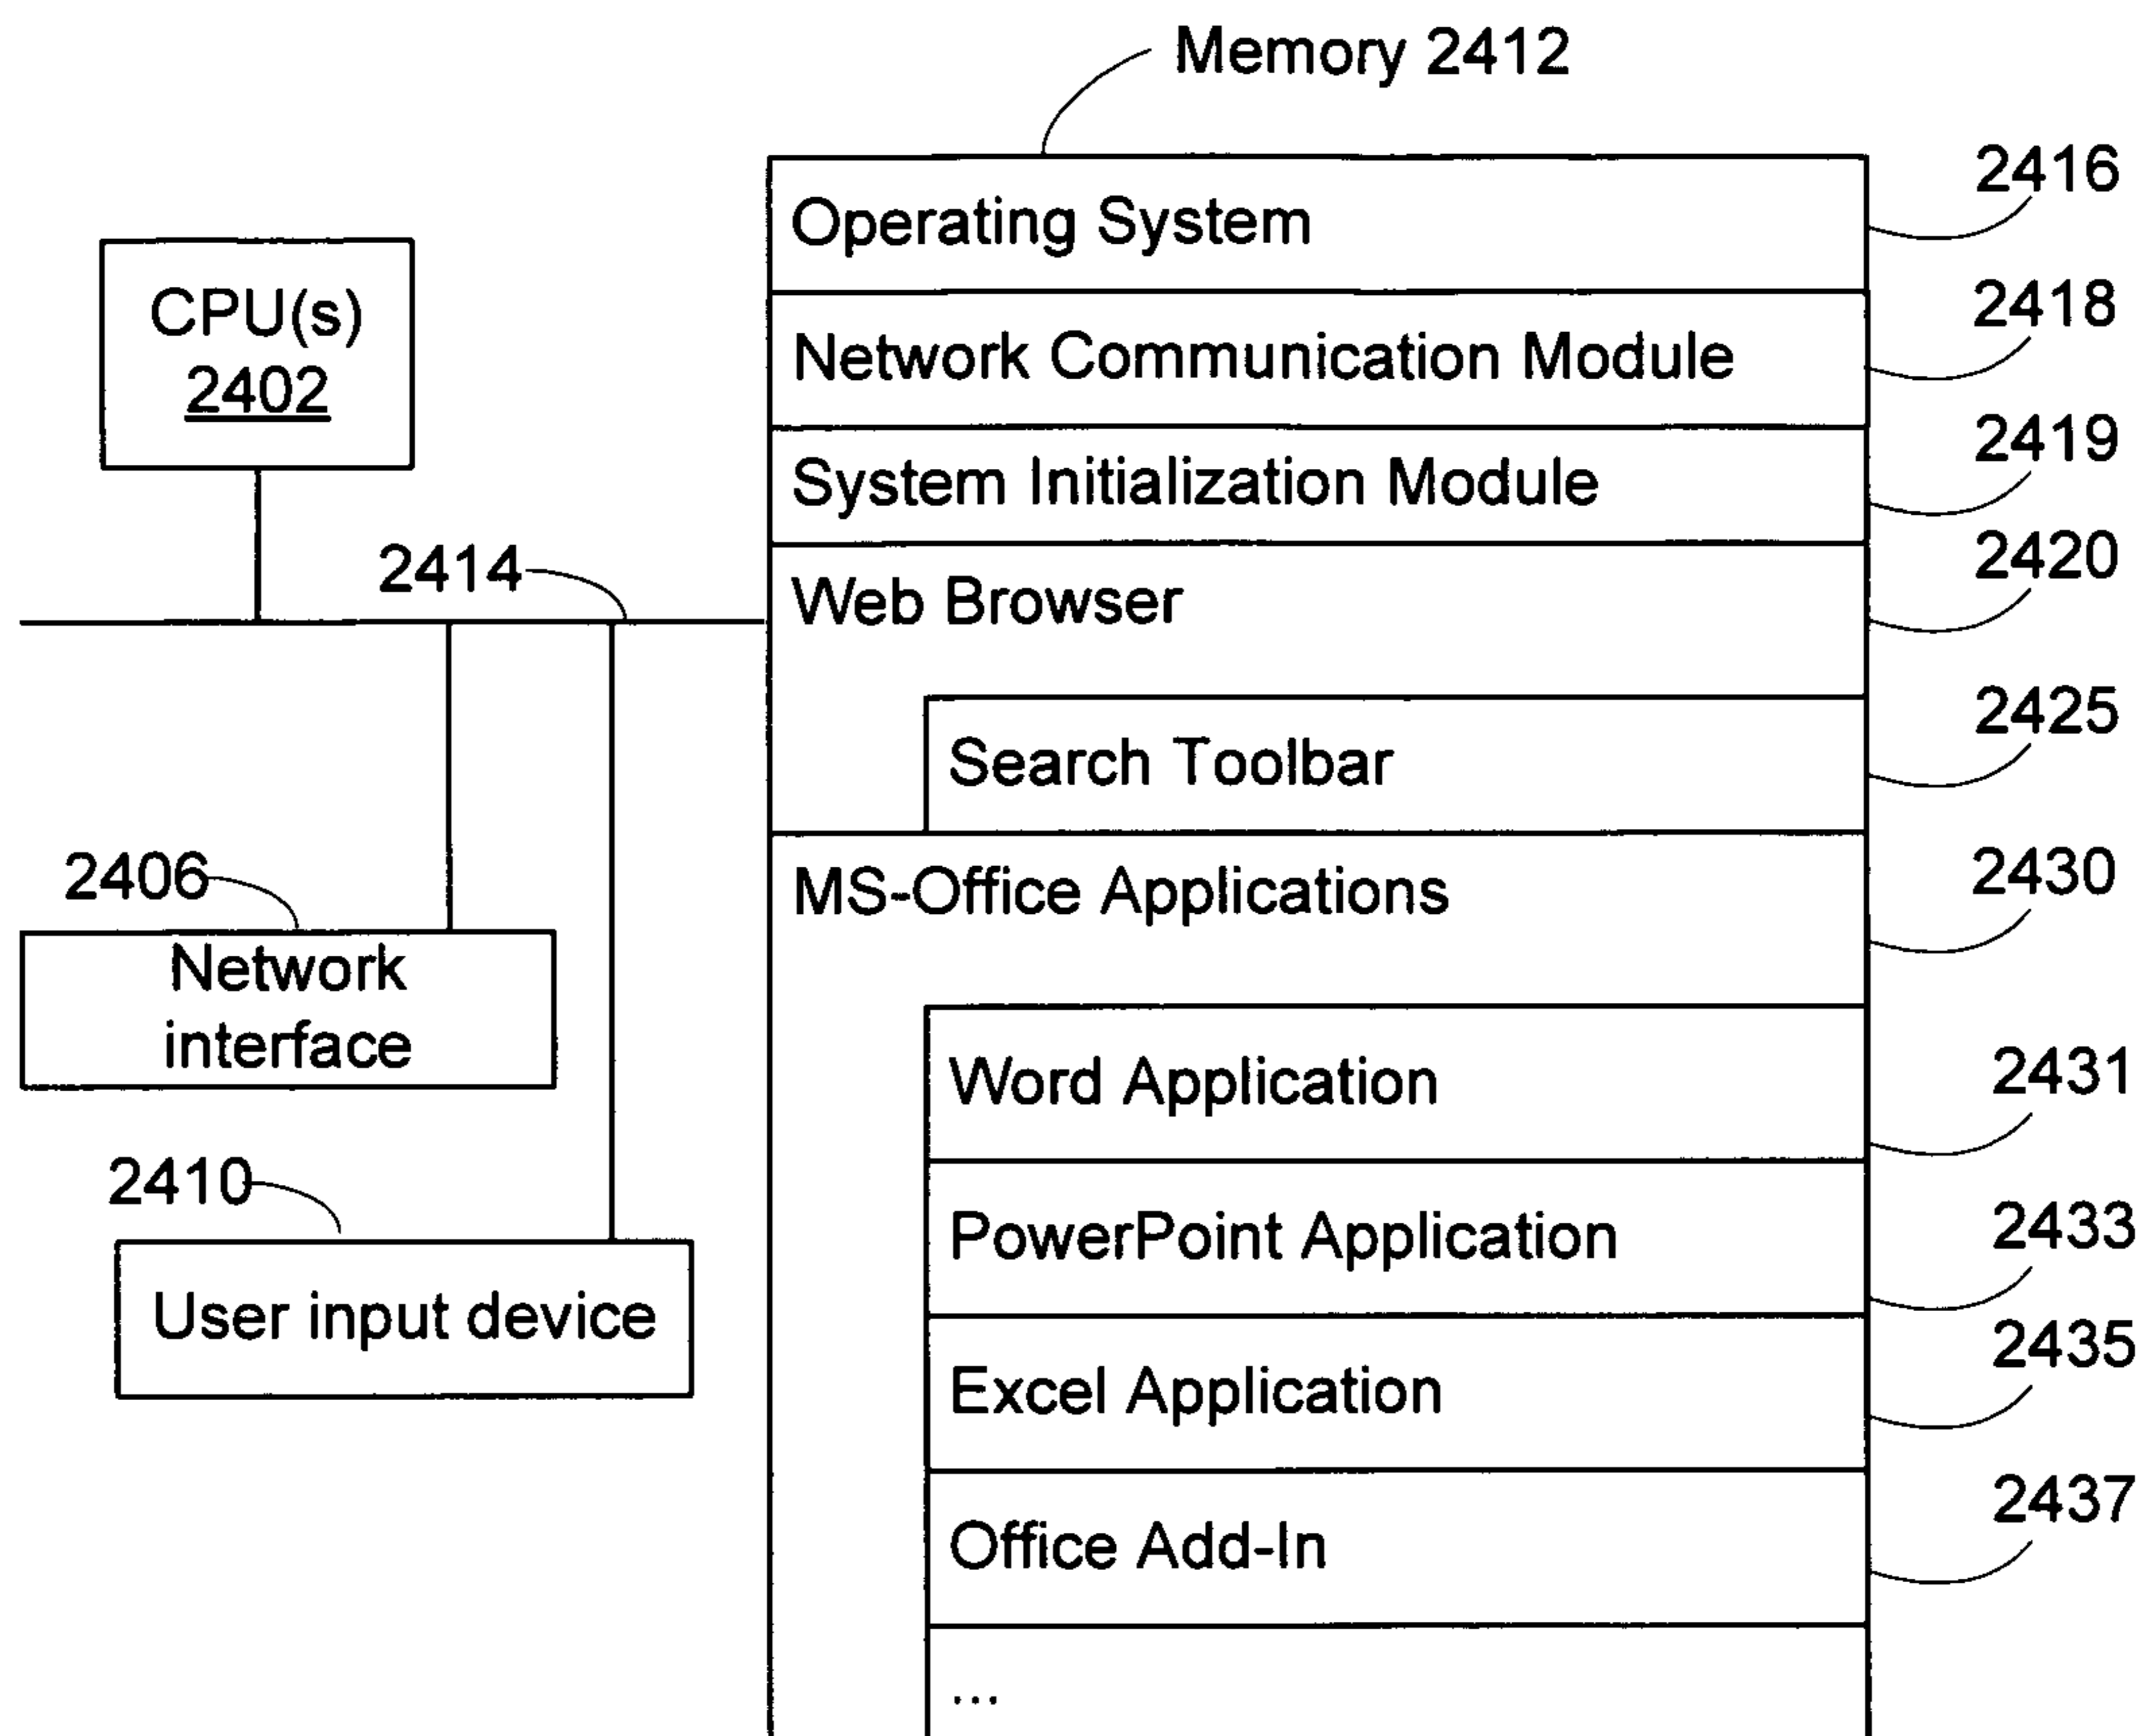 Memory 2412
Operating System
2416
CPU(s)
2402
Network Communication Module
2418
System Initialization Module
2419
2414
Web Browser
2420
Search Toolbar
2425
MS-Office Applications
2430
2406
Network
interface
Word Application
2431
2410
User input device
PowerPoint Application
2433
Excel Application
2435
Office Add-In
2437
...